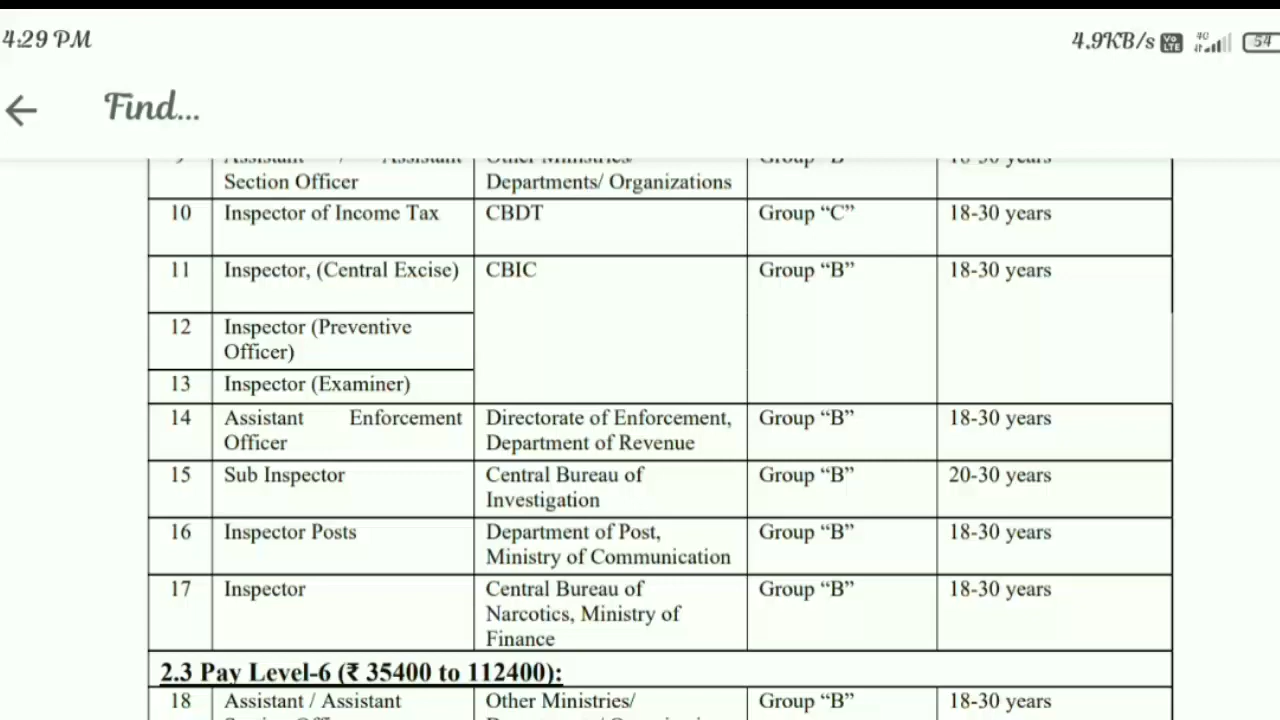 4:29 PM
4.9KB/s Vo LTE 4G 54
Find...
Section Officer
Departments/ Organizations
10 Inspector of Income Tax CBDT Group “C” 18-30 years
11 Inspector, (Central Excise) CBIC Group “B” 18-30 years
12 Inspector (Preventive
Officer)
13 Inspector (Examiner)
14 Assistant Enforcement Directorate of Enforcement, Group “B” 18-30 years
Officer Department of Revenue
15 Sub Inspector Central Bureau of Group “B” 20-30 years
Investigation
16 Inspector Posts Department of Post, Group “B” 18-30 years
Ministry of Communication
17 Inspector Central Bureau of Group “B” 18-30 years
Narcotics, Ministry of
Finance
2.3 Pay Level-6 (₹ 35400 to 112400):
18 Assistant / Assistant Other Ministries/ Group “B” 18-30 years